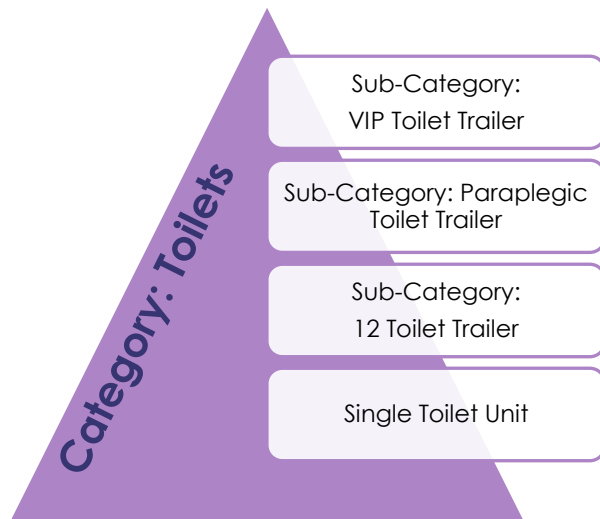 Category: Toilets
Sub-Category:
VIP Toilet Trailer
Sub-Category: Paraplegic
Toilet Trailer
Sub-Category:
12 Toilet Trailer
Single Toilet Unit